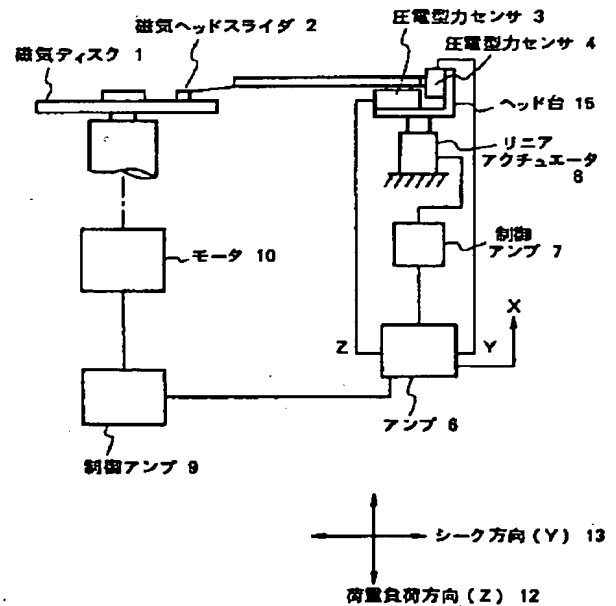 磁気ヘッドスライダ 2
圧電型力センサ 3
圧電型力センサ 4
磁気ディスク 1
ヘッド台 15
リニア
アクチュエータ
8
制御
アンプ 7
モータ 10
X
Z
Y
アンプ 6
制御アンプ 9
シーク方向(Y) 13
荷重負荷方向(Z) 12